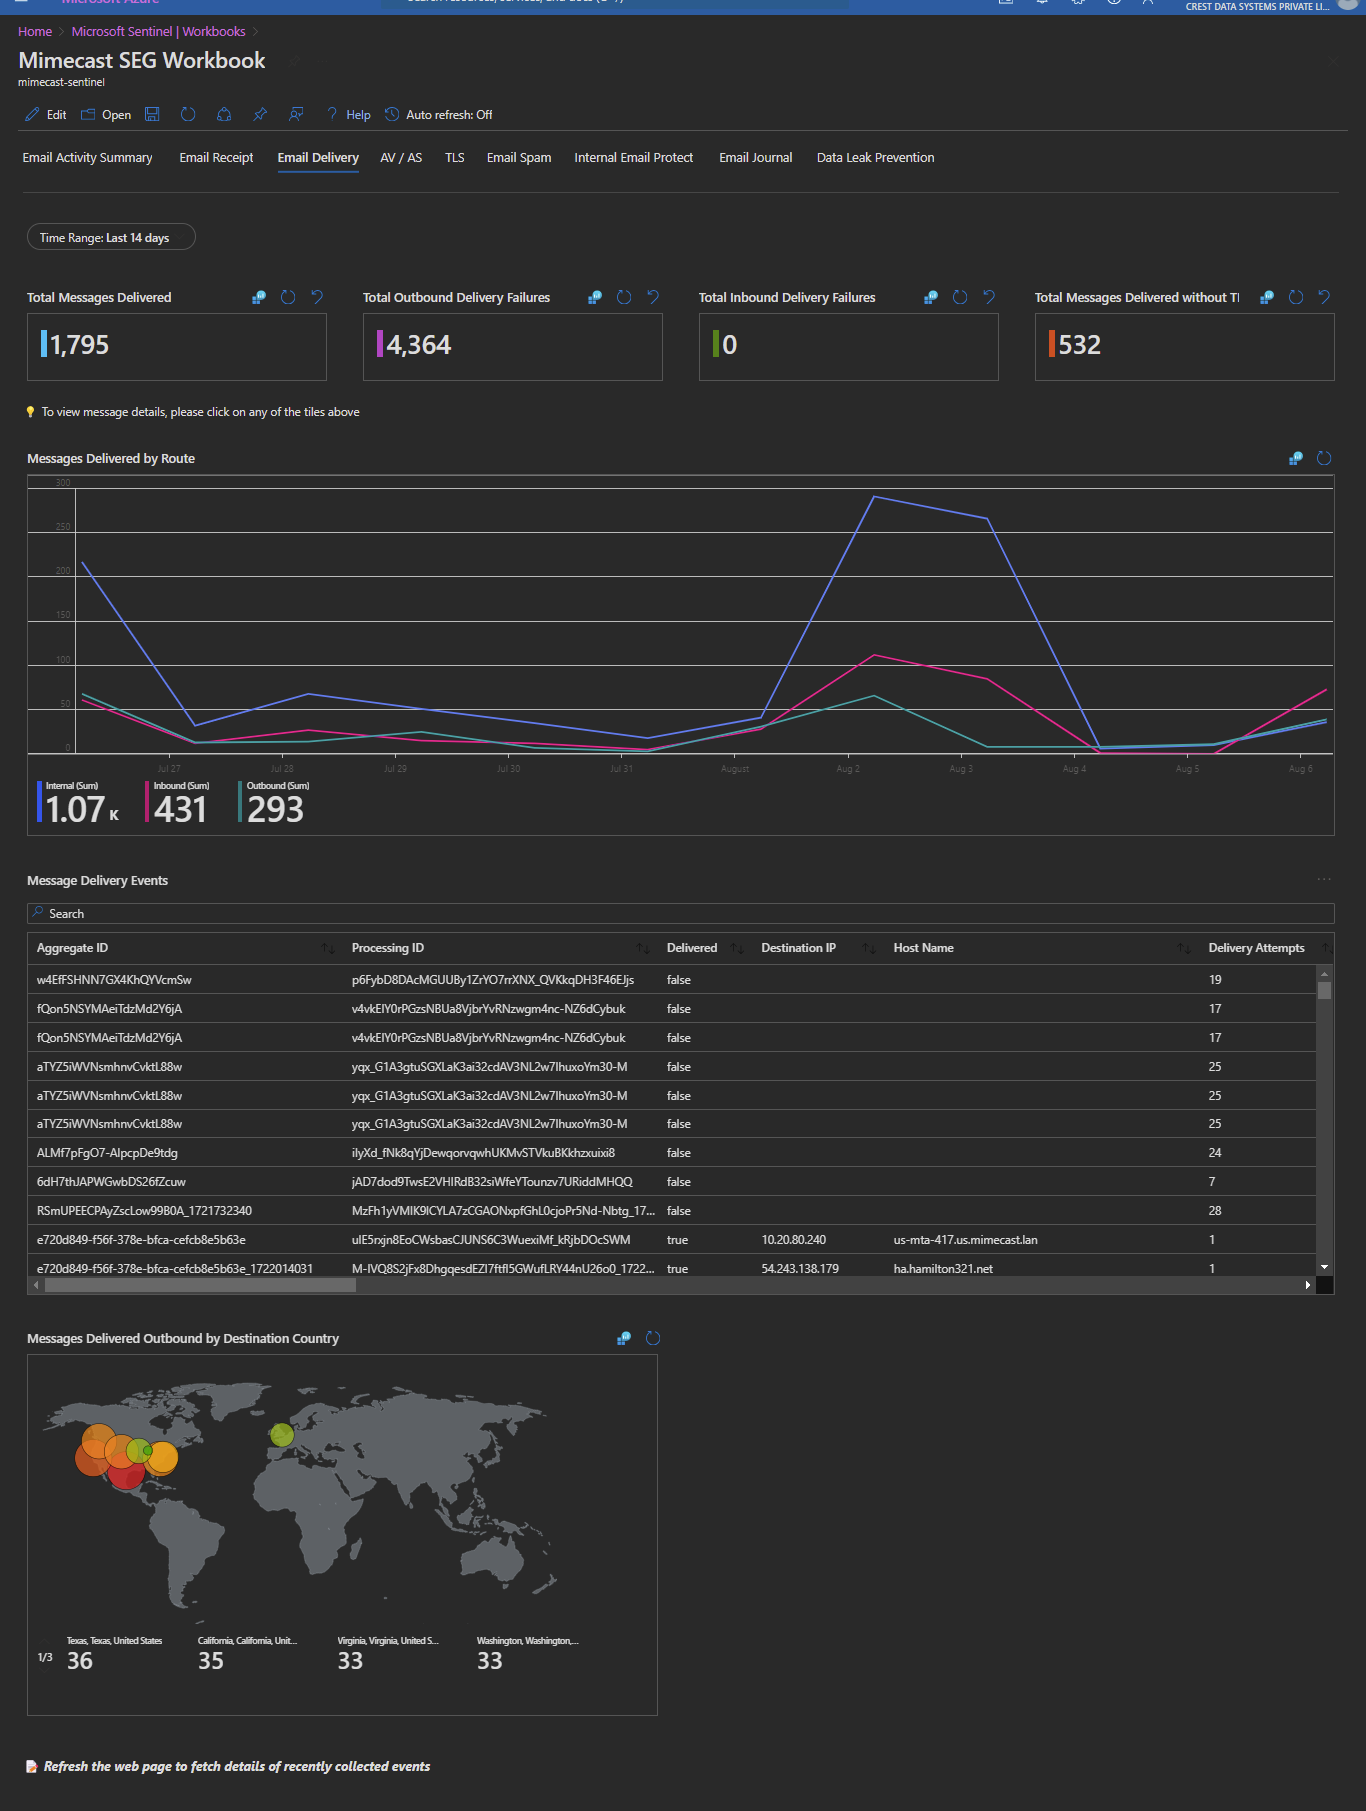 Microsoft Azure
CREST DATA SYSTEMS PRIVATE LI...
Home > Microsoft Sentinel | Workbooks >
Mimecast SEG Workbook
mimecast-sentinel
Edit Open ? Help Auto refresh: Off
Email Activity Summary Email Receipt Email Delivery AV / AS TLS Email Spam Internal Email Protect Email Journal Data Leak Prevention
Time Range: Last 14 days
Total Messages Delivered
1,795
Total Outbound Delivery Failures
4,364
Total Inbound Delivery Failures
0
Total Messages Delivered without Tl
532
To view message details, please click on any of the tiles above
Messages Delivered by Route
300
250
200
150
100
50
0
Jul 27 Jul 28 Jul 29 Jul 30 Jul 31 August Aug 2 Aug 3 Aug 4 Aug 5 Aug 6
Internal (Sum) Inbound (Sum) Outbound (Sum)
1.07 K 431 293
Message Delivery Events
...
Search
Aggregate ID Processing ID Delivered Destination IP Host Name Delivery Attempts
w4EfFSHNN7GX4KhQYVcmSw p6FybD8DAcMGUUBy1ZrYO7rrXNX_QVKkqDH3F46EJjs false 19
fQon5NSYMAeiTdzMd2Y6jA v4vkEIY0rPGzsNBUa8VjbrYvRNzwgm4nc-NZ6dCybuk false 17
fQon5NSYMAeiTdzMd2Y6jA v4vkEIY0rPGzsNBUa8VjbrYvRNzwgm4nc-NZ6dCybuk false 17
aTYZ5iWVNsmhnvCvktL88w yqx_G1A3gtuSGXLaK3ai32cdAV3NL2w7IhuxoYm30-M false 25
aTYZ5iWVNsmhnvCvktL88w yqx_G1A3gtuSGXLaK3ai32cdAV3NL2w7IhuxoYm30-M false 25
aTYZ5iWVNsmhnvCvktL88w yqx_G1A3gtuSGXLaK3ai32cdAV3NL2w7IhuxoYm30-M false 25
ALMf7pFgO7-AlpcpDe9tdg ilyXd_fNk8qYjDewqorvqwhUKMvSTVkuBKkhzxuixi8 false 24
6dH7thJAPWGwbDS26fZcuw jAD7dod9TwsE2VHIRdB32siWfeYTounzv7URiddMHQQ false 7
RSmUPEECPAyZscLow99B0A_1721732340 MzFh1yVMIK9ICYLA7zCGAONxpfGhL0cjoPr5Nd-Nbtg_17... false 28
e720d849-f56f-378e-bfca-cefcb8e5b63e ulE5rxjn8EoCWsbasCJUNS6C3WuexiMf_kRjbDOcSWM true 10.20.80.240 us-mta-417.us.mimecast.lan 1
e720d849-f56f-378e-bfca-cefcb8e5b63e_1722014031 M-IVQ8S2jFx8DhgqesdEZI7ftfI5GWufLRY44nU26o0_1722... true 54.243.138.179 ha.hamilton321.net 1
Messages Delivered Outbound by Destination Country
1/3
Texas, Texas, United States
36
California, California, Unit...
35
Virginia, Virginia, United S...
33
Washington, Washington,...
33
Refresh the web page to fetch details of recently collected events